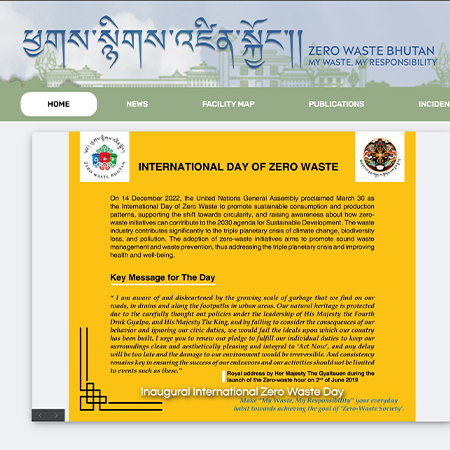 ཕྱགས་སྙིགས་འཛིན་སྐྱོང་།།
ZERO WASTE BHUTAN
MY WASTE, MY RESPONSIBILITY
HOME NEWS FACILITY MAP PUBLICATIONS INCIDEN
ZERO WASTE BHUTAN
INTERNATIONAL DAY OF ZERO WASTE
On 14 December 2022, the United Nations General Assembly proclaimed March 30 as
the International Day of Zero Waste to promote sustainable consumption and production
patterns, supporting the shift towards circularity, and raising awareness about how zero-
waste initiatives can contribute to the 2030 agenda for Sustainable Development. The waste
industry contributes significantly to the triple planetary crisis of climate change, biodiversity
loss, and pollution. The adoption of zero-waste initiatives aims to promote sound waste
management and waste prevention, thus addressing the triple planetary crisis and improving
health and well-being.
Key Message for The Day
“ I am aware of and disheartened by the growing scale of garbage that we find on our
roads, in drains and along the footpaths in urban areas. Our natural heritage is protected
due to the carefully thought out policies under the leadership of His Majesty the Fourth
Druk Gyalpo, and His Majesty The King, and by failing to consider the consequences of our
behavior and ignoring our civic duties, we would fail the ideals upon which our country
has been built. I urge you to renew our pledge to fulfill our individual duties to keep our
surroundings clean and aesthetically pleasing and integral to ‘Act Now’, and any delay
will be too late and the damage to our environment would be irreversible. And consistency
remains key in ensuring the success of our endeavors and our activities should not be limited
to events such as these.”
Royal address by Her Majesty The Gyaltsuen during the
launch of the Zero-waste hour on 2nd of June 2019
Inaugural International Zero Waste Day
Make “My Waste, My Responsibility” your everyday
habit towards achieving the goal of ‘Zero-Waste Society’.